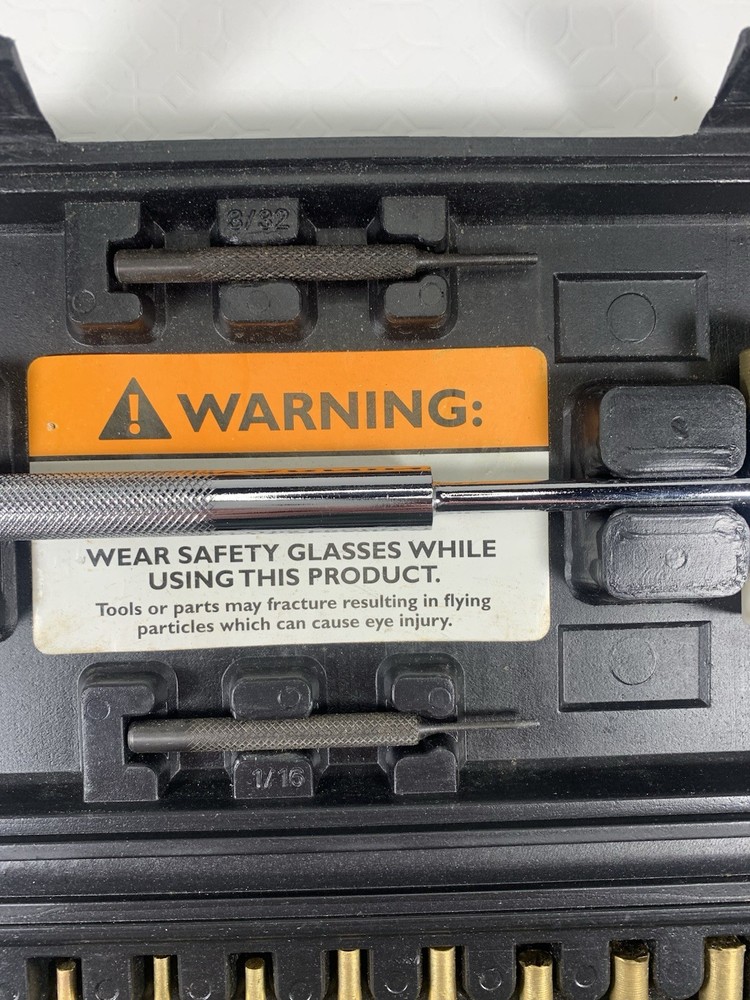 3/32
WARNING:
WEAR SAFETY GLASSES WHILE
USING THIS PRODUCT.
Tools or parts may fracture resulting in flying
particles which can cause eye injury.
1/16